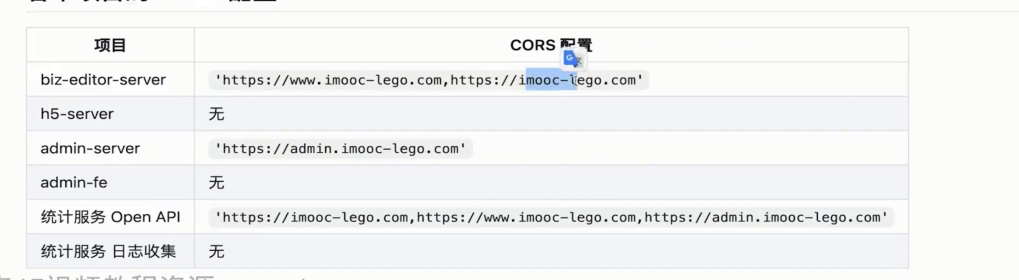 项目 CORS 配置
biz-editor-server 'https://www.imooc-lego.com,https://imooc-lego.com'
h5-server 无
admin-server 'https://admin.imooc-lego.com'
admin-fe 无
统计服务 Open API 'https://imooc-lego.com,https://www.imooc-lego.com,https://admin.imooc-lego.com'
统计服务 日志收集 无